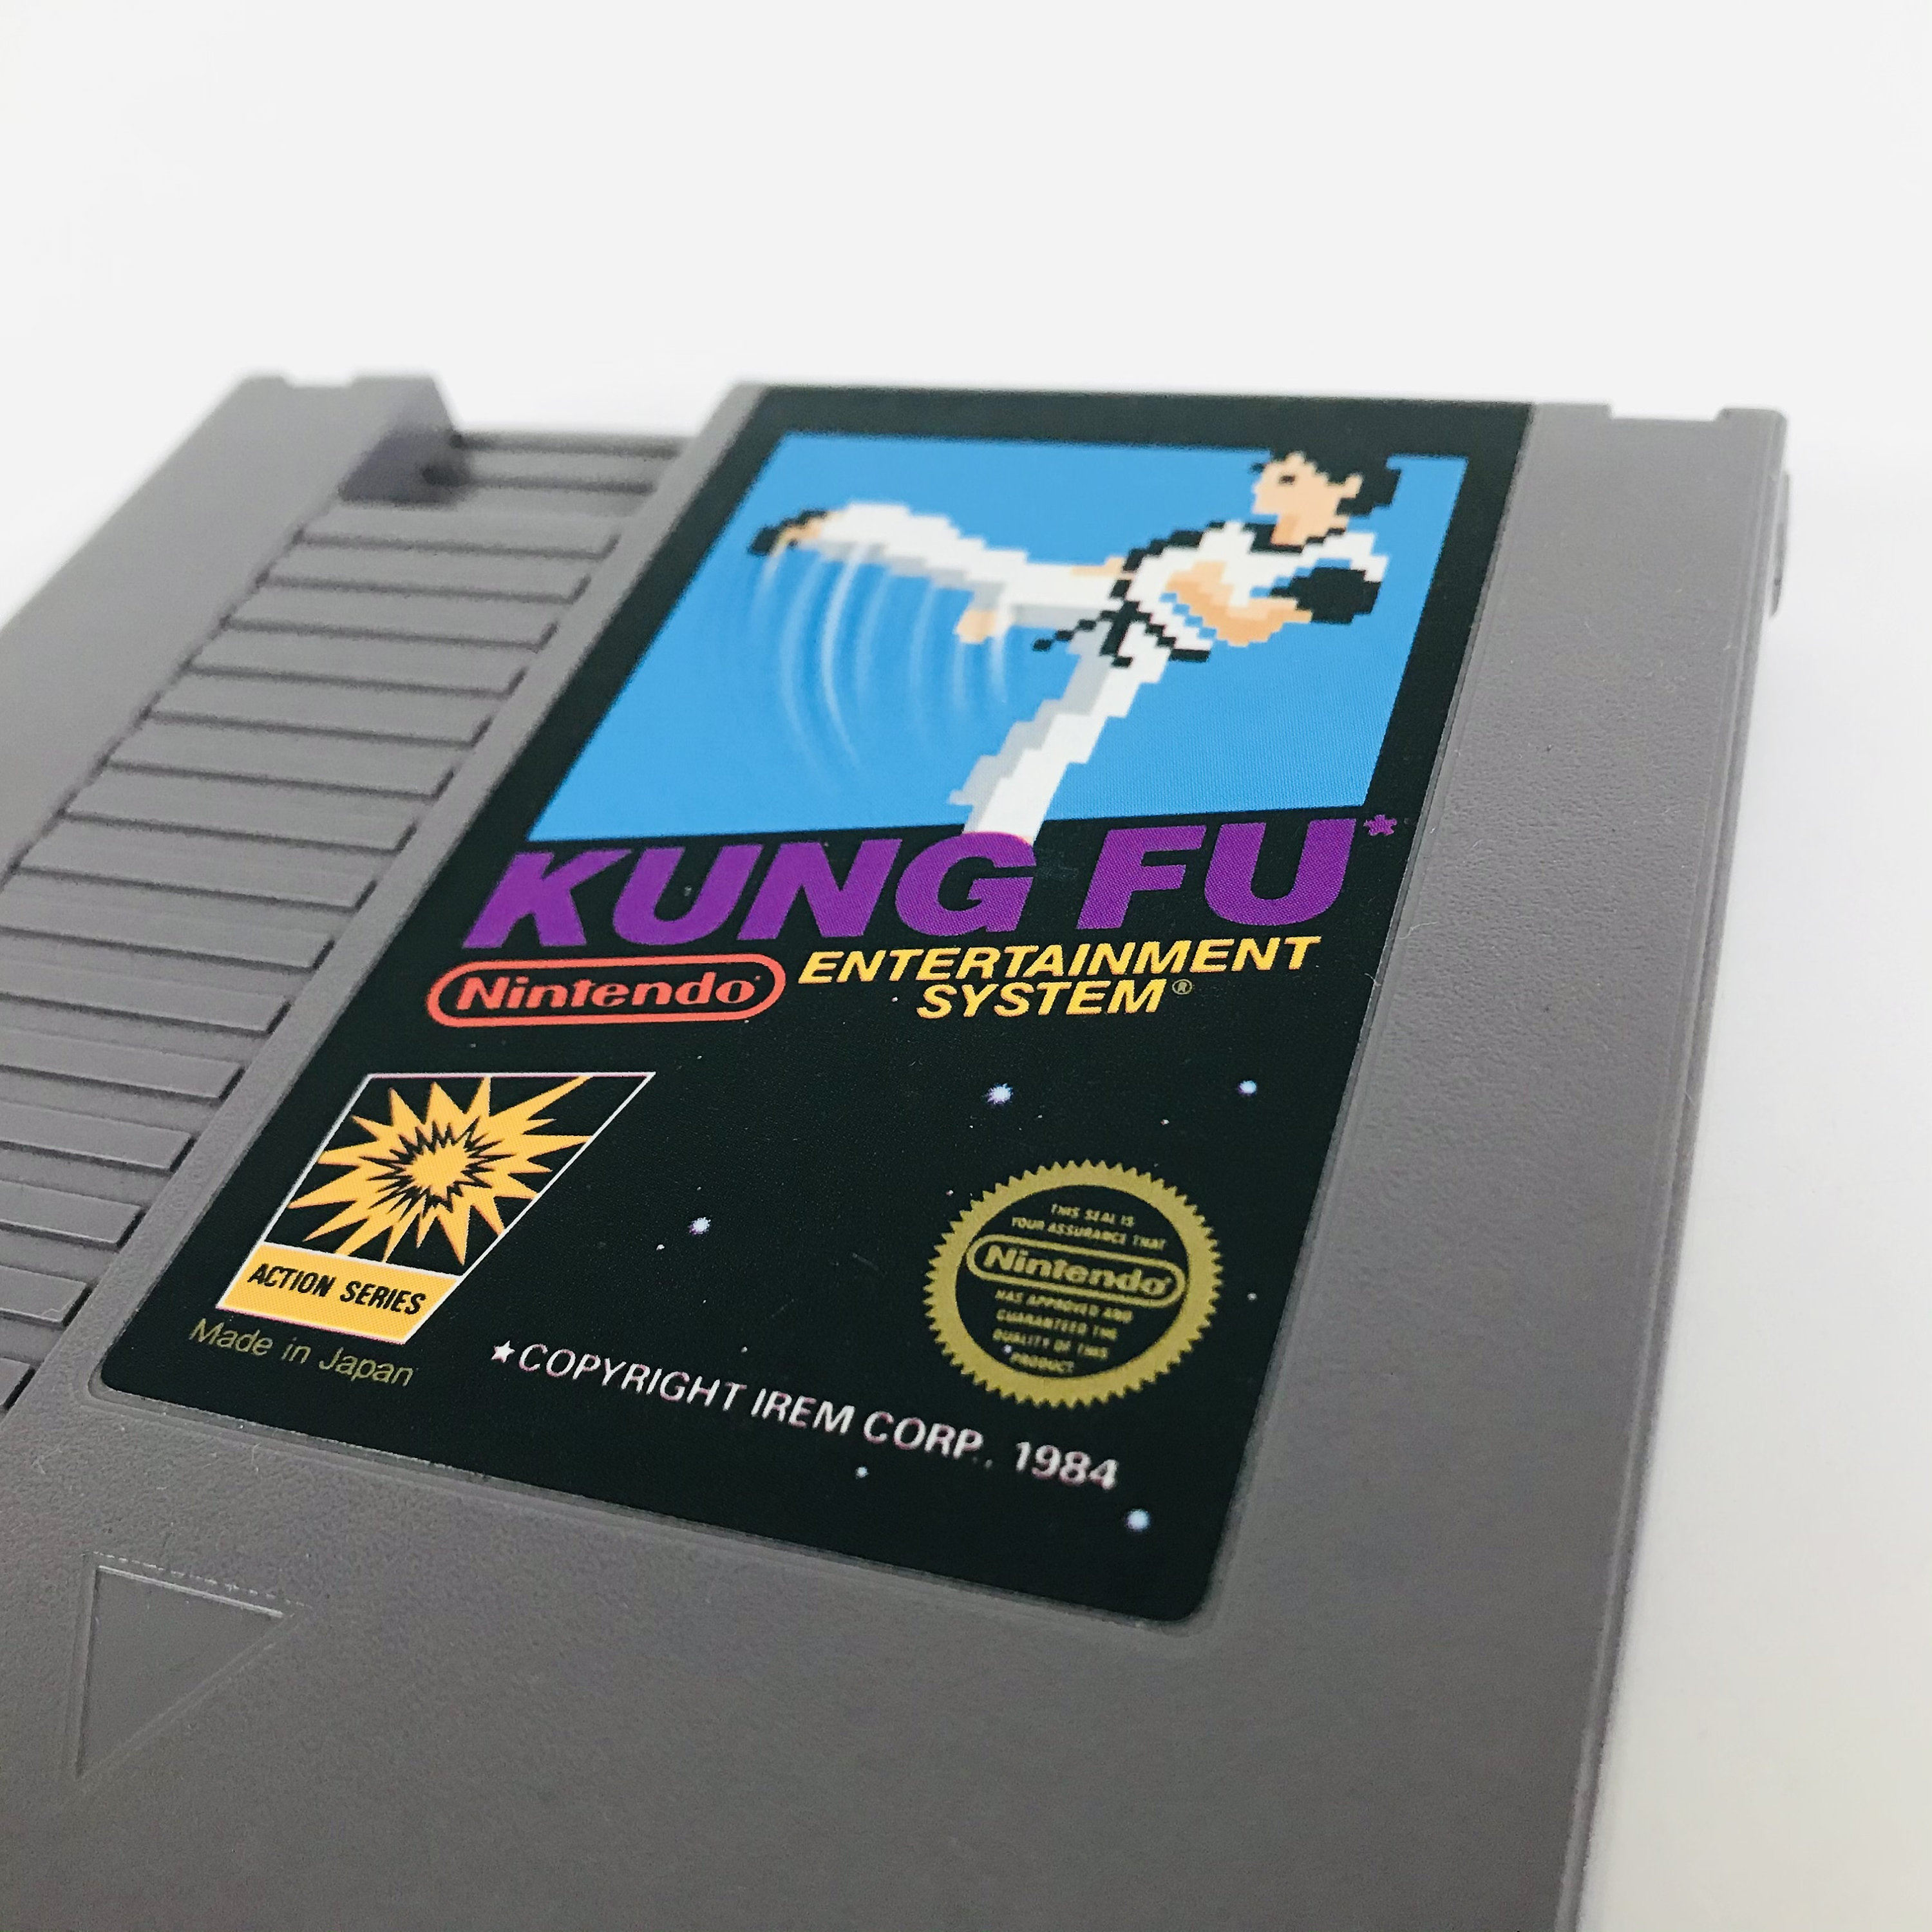 KUNG FU*
Nintendo®
ENTERTAINMENT
SYSTEM®
ACTION SERIES
Made in Japan
THIS SEAL IS
YOUR ASSURANCE THAT
Nintendo®
HAS APPROVED AND
GUARANTEED THE
QUALITY OF THIS
PRODUCT.
★COPYRIGHT IREM CORP., 1984